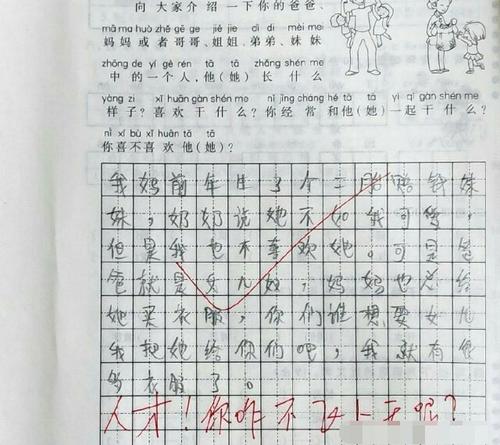 向大家介绍一下你的爸爸、
mā ma huò zhě gē ge jiě jie dì di mèi mei
妈妈或者哥哥、姐姐、弟弟、妹妹
zhōng de yí gè rén tā tā zhǎng shén me
中的一个人,他(她)长什么
yàng zi xǐ huān gàn shén me nǐ jīng cháng hé tā tā yì qǐ gàn shén me
样子?喜欢干什么?你经常和他(她)一起干什么?
nǐ xǐ bù xǐ huān tā tā
你喜不喜欢他(她)?
我妈前年生了个二胎赔钱妹
妹,奶奶说她不如我可爱,
但是我也不喜欢她。可是爸
爸就是女儿奴,妈妈也总给
她买衣服,你们谁想要女儿
我把她给你们吧,我就有很
多衣服了。
人才!你咋不
呢?